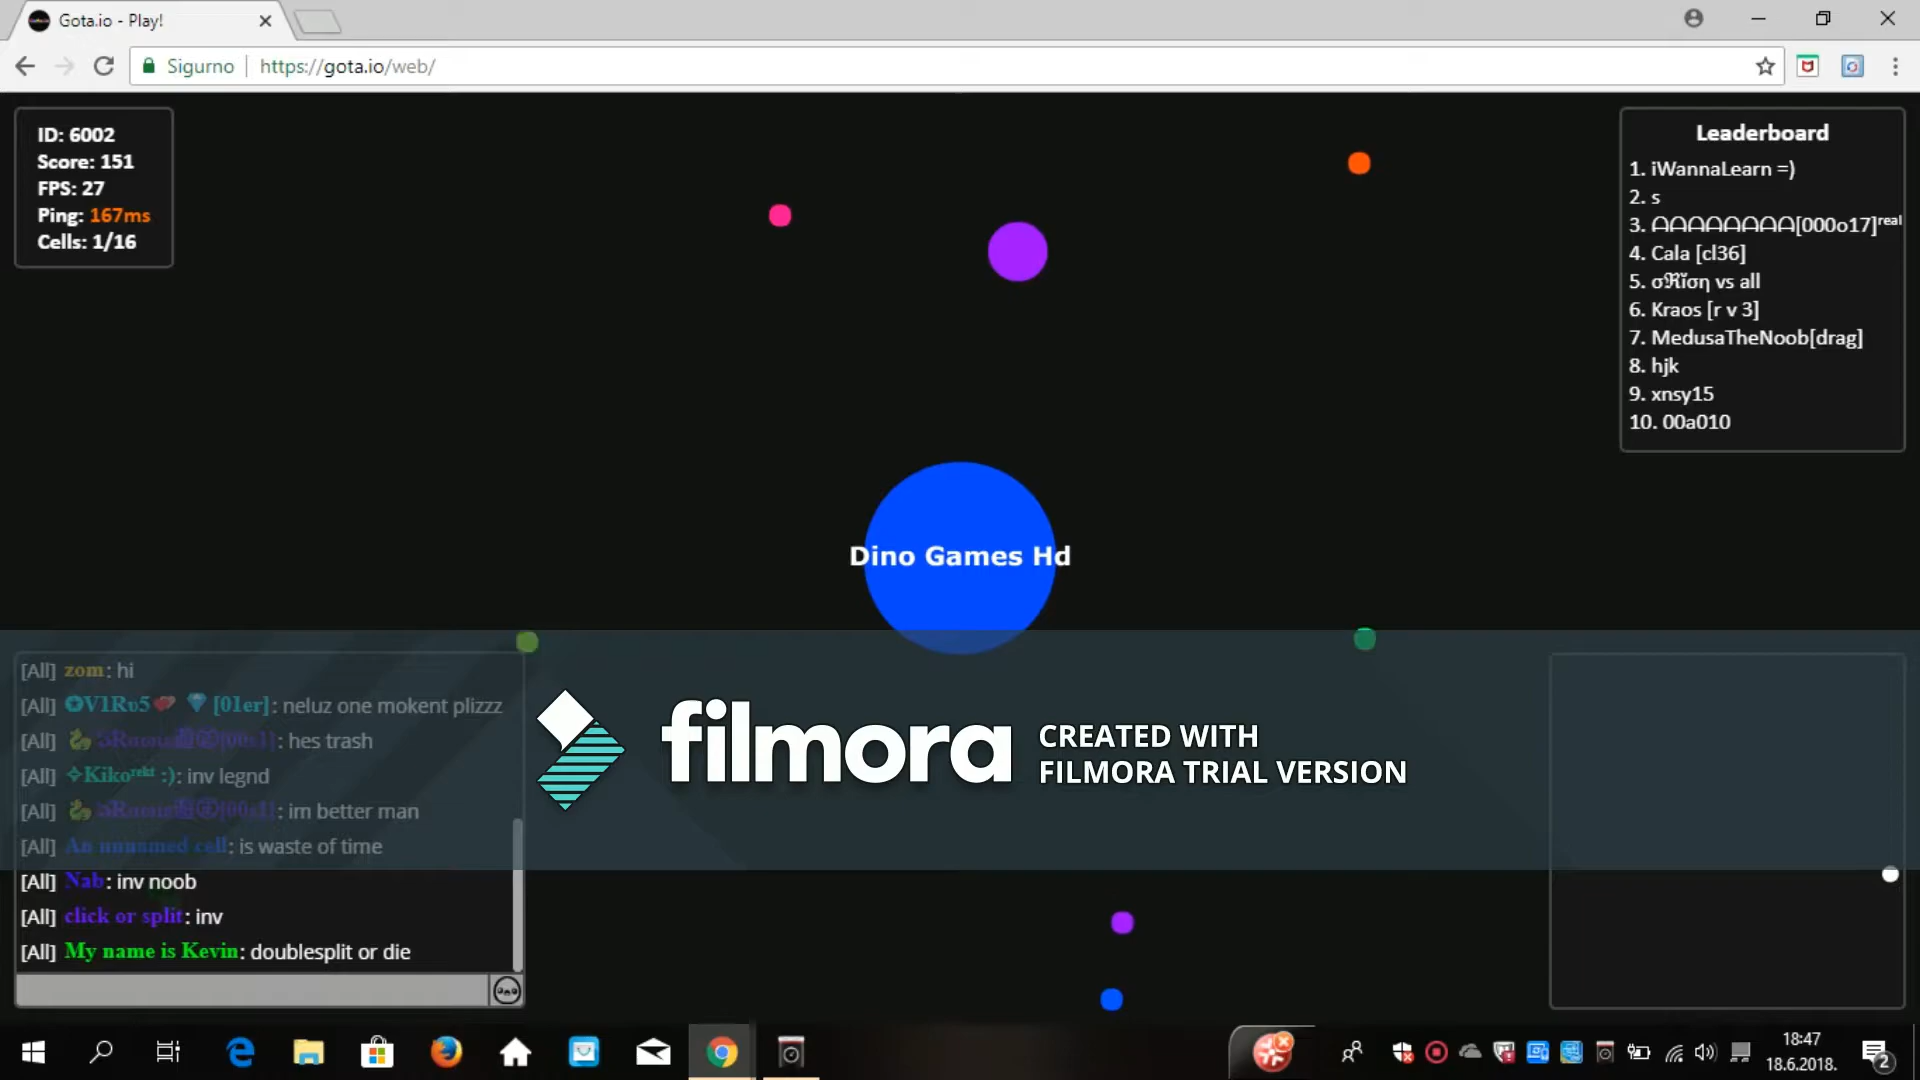 Gota.io - Play!
Sigurno
https://gota.io/web/
ID: 6002
Score: 151
FPS: 27
Ping: 167ms
Cells: 1/16
Leaderboard
1. iWannaLearn =)
2. s
3. ᗩᗩᗩᗩᗩᗩᗩᗩ[000o17]ʳᵉᵃˡ
4. Cala [cl36]
5. σℜĭση vs all
6. Kraos [r v 3]
7. MedusaTheNoob[drag]
8. hjk
9. xnsy15
10. 00a010
Dino Games Hd
[All] zom: hi
[All] ✪V1Rυ5💋 💎 [01er]: neluz one mokent plizzz
[All] : hes trash
[All] ✧Kikoʳᵉᵏᵗ :): inv legnd
[All] : im better man
[All] An unnamed cell: is waste of time
[All] Nab: inv noob
[All] click or split: inv
[All] My name is Kevin: doublesplit or die
filmora
CREATED WITH
FILMORA TRIAL VERSION
18:47
18.6.2018.
2